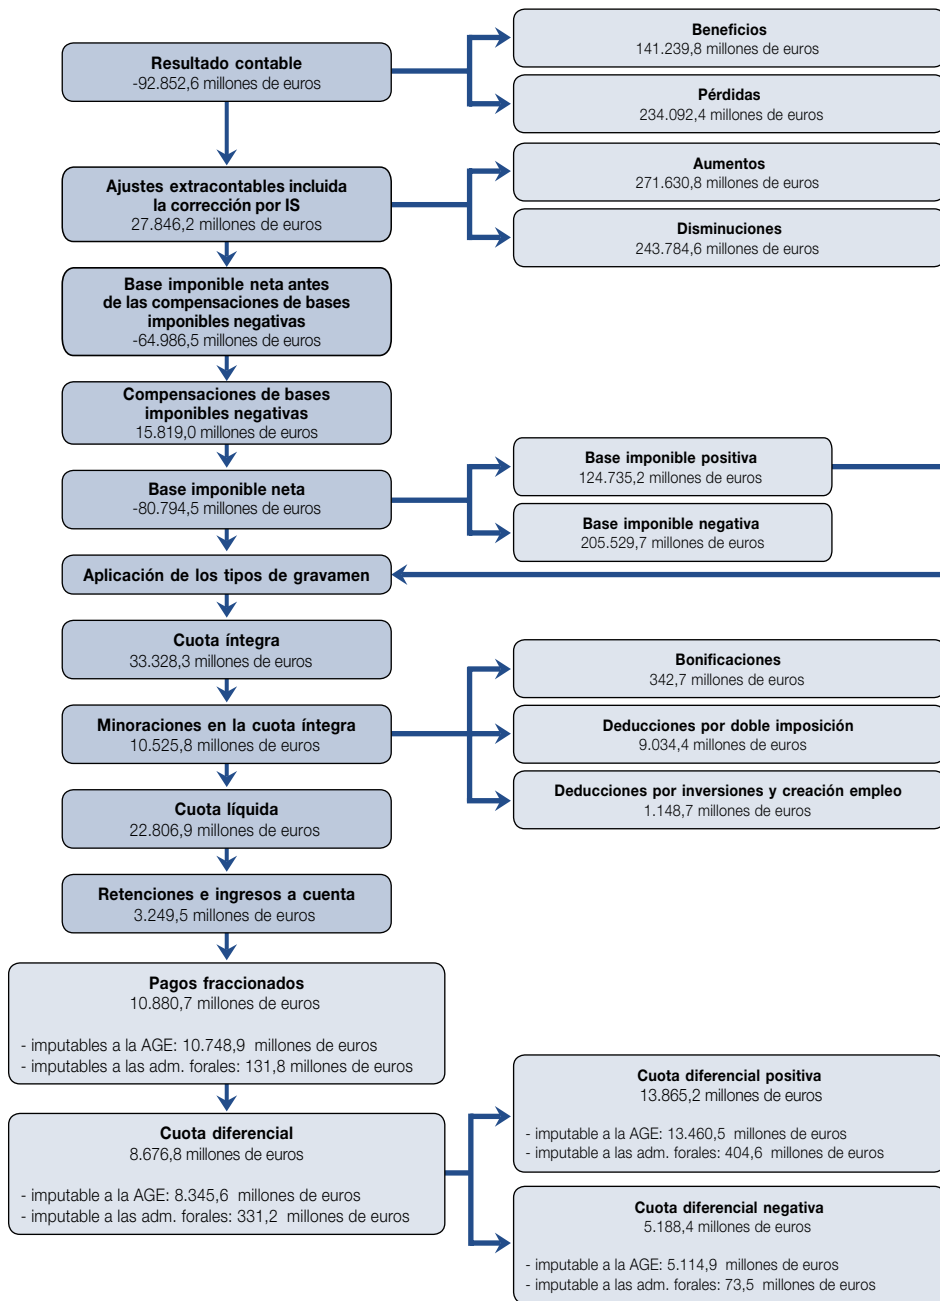 Resultado contable
-92.852,6 millones de euros
Beneficios
141.239,8 millones de euros
Pérdidas
234.092,4 millones de euros
Ajustes extracontables incluida
la corrección por IS
27.846,2 millones de euros
Aumentos
271.630,8 millones de euros
Disminuciones
243.784,6 millones de euros
Base imponible neta antes
de las compensaciones de bases
imponibles negativas
-64.986,5 millones de euros
Compensaciones de bases
imponibles negativas
15.819,0 millones de euros
Base imponible neta
-80.794,5 millones de euros
Base imponible positiva
124.735,2 millones de euros
Base imponible negativa
205.529,7 millones de euros
Aplicación de los tipos de gravamen
Cuota íntegra
33.328,3 millones de euros
Minoraciones en la cuota íntegra
10.525,8 millones de euros
Bonificaciones
342,7 millones de euros
Deducciones por doble imposición
9.034,4 millones de euros
Deducciones por inversiones y creación empleo
1.148,7 millones de euros
Cuota líquida
22.806,9 millones de euros
Retenciones e ingresos a cuenta
3.249,5 millones de euros
Pagos fraccionados
10.880,7 millones de euros
- imputables a la AGE: 10.748,9 millones de euros
- imputables a las adm. forales: 131,8 millones de euros
Cuota diferencial
8.676,8 millones de euros
- imputable a la AGE: 8.345,6 millones de euros
- imputable a las adm. forales: 331,2 millones de euros
Cuota diferencial positiva
13.865,2 millones de euros
- imputable a la AGE: 13.460,5 millones de euros
- imputable a las adm. forales: 404,6 millones de euros
Cuota diferencial negativa
5.188,4 millones de euros
- imputable a la AGE: 5.114,9 millones de euros
- imputable a las adm. forales: 73,5 millones de euros